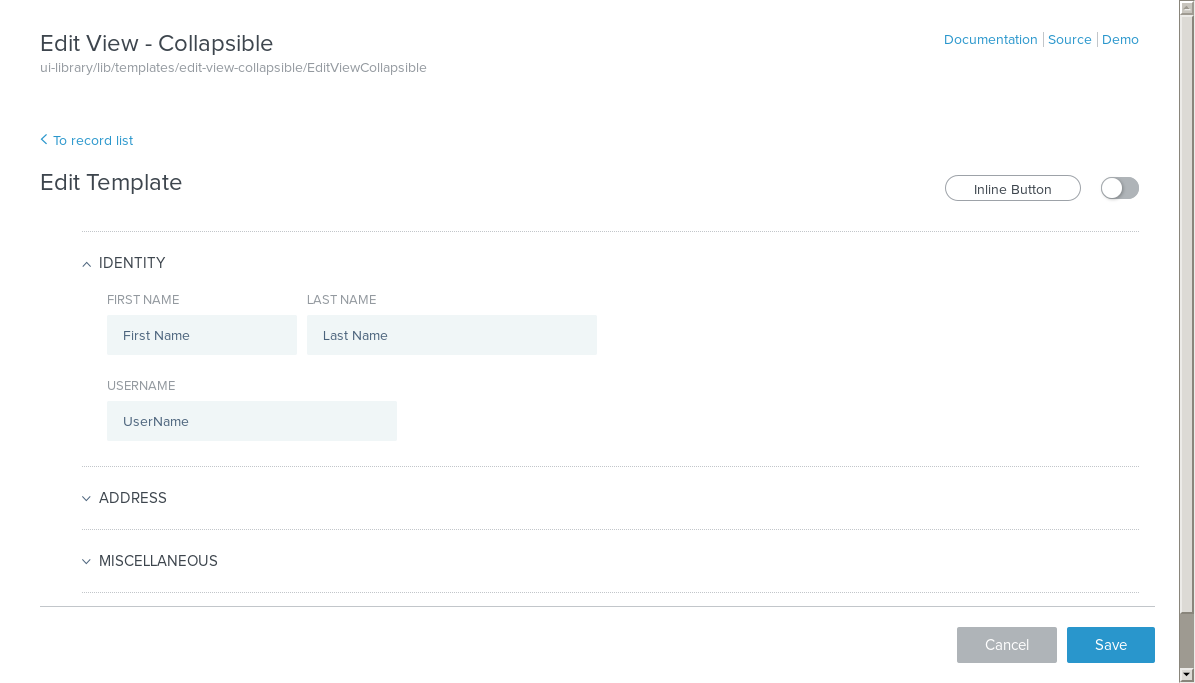 Edit View - Collapsible
Documentation Source Demo
ui-library/lib/templates/edit-view-collapsible/EditViewCollapsible
To record list
Edit Template
Inline Button
IDENTITY
FIRST NAME LAST NAME
First Name Last Name
USERNAME
UserName
ADDRESS
MISCELLANEOUS
Cancel Save